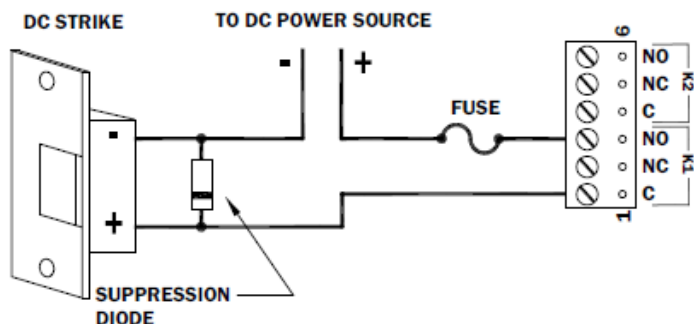 DC STRIKE
TO DC POWER SOURCE
-
+
FUSE
-
+
6
NO
NC
C
K2
NO
NC
C
K1
1
SUPPRESSION
DIODE